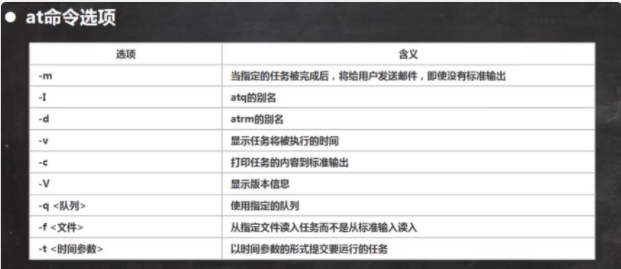 ● at命令选项
选项 含义
-m 当指定的任务被完成后，将给用户发送邮件，即使没有标准输出
-I atq的别名
-d atrm的别名
-v 显示任务将被执行的时间
-c 打印任务的内容到标准输出
-V 显示版本信息
-q <队列> 使用指定的队列
-f <文件> 从指定文件读入任务而不是从标准输入读入
-t <时间参数> 以时间参数的形式提交要运行的任务